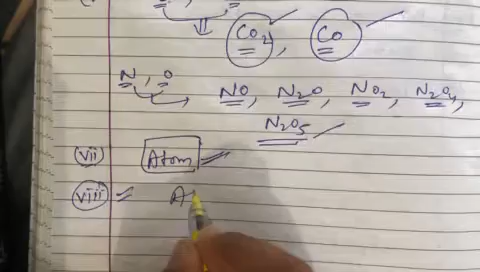 CO₂, CO
N, O
NO, N₂O, NO₂, N₂O₄,
N₂O₅
(vii) Atom
(viii) A